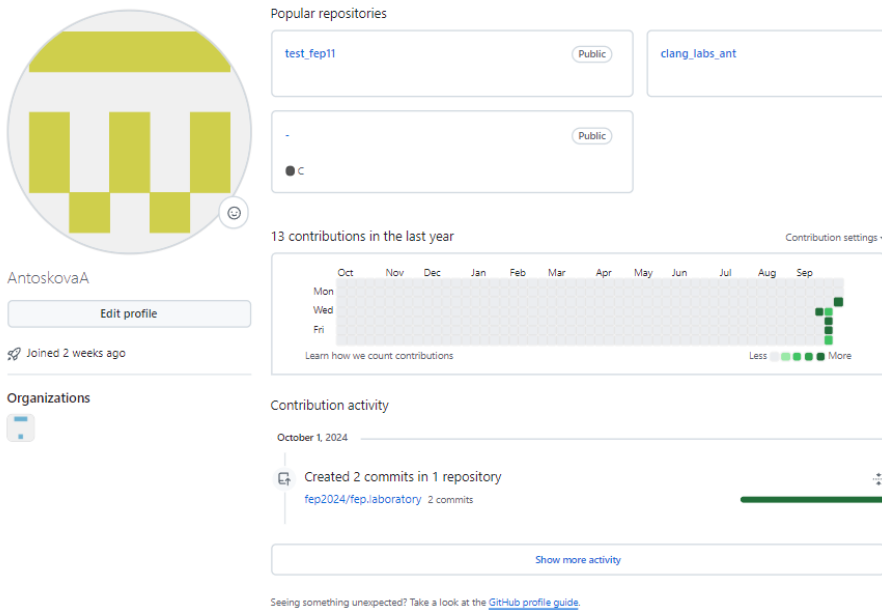 Popular repositories
test_fep11 Public
clang_labs_ant
- Public
C
13 contributions in the last year
Contribution settings
Oct Nov Dec Jan Feb Mar Apr May Jun Jul Aug Sep
Mon
Wed
Fri
Learn how we count contributions
Less More
AntoskovaA
Edit profile
Joined 2 weeks ago
Organizations
Contribution activity
October 1, 2024
Created 2 commits in 1 repository
fep2024/fep.laboratory 2 commits
Show more activity
Seeing something unexpected? Take a look at the GitHub profile guide.